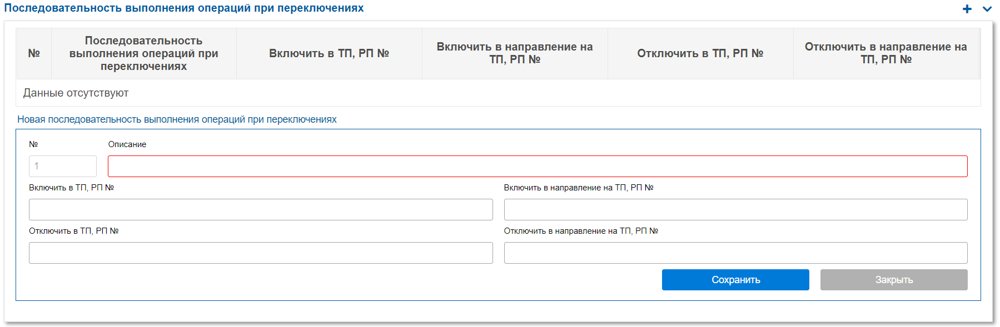 Последовательность выполнения операций при переключениях
№
Последовательность
выполнения операций при
переключениях
Включить в ТП, РП №
Включить в направление на
ТП, РП №
Отключить в ТП, РП №
Отключить в направление на
ТП, РП №
Данные отсутствуют
Новая последовательность выполнения операций при переключениях
№
Описание
1
Включить в ТП, РП №
Включить в направление на ТП, РП №
Отключить в ТП, РП №
Отключить в направление на ТП, РП №
Сохранить
Закрыть